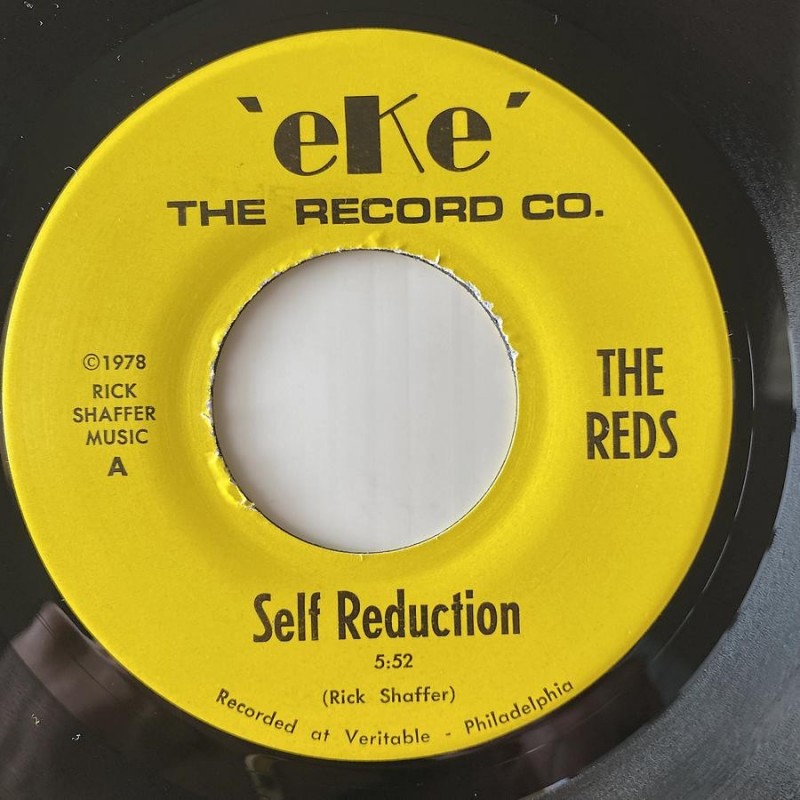 'eKe'
THE RECORD CO.
©1978
RICK
SHAFFER
MUSIC
A
THE
REDS
Self Reduction
5:52
(Rick Shaffer)
Recorded at Veritable - Philadelphia